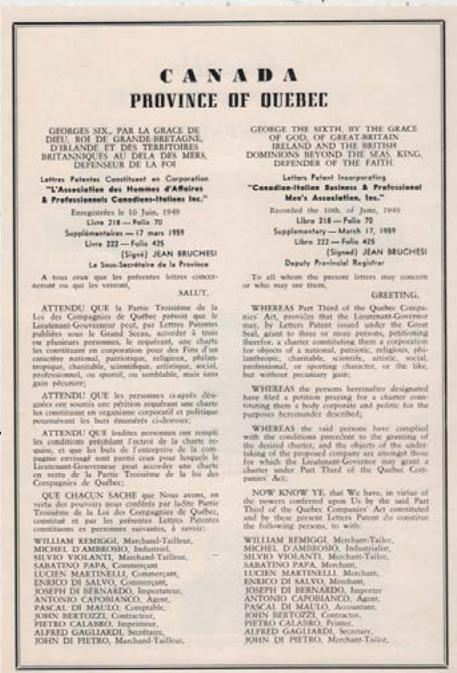 CANADA
PROVINCE OF QUEBEC
GEORGES SIX., PAR LA GRACE DE
DIEU, ROI DE GRANDE-BRETAGNE,
D'IRLANDE ET DES TERRITOIRES
BRITANNIQUES AU DELA DES MERS,
DEFENSEUR DE LA FOI
Lettres Patentes Constituant en Corporation
"L'Association des Hommes d'Affaires
& Professionnels Canadiens-Italiens Inc."
Enregistrées le 10 Juin, 1949
Livre 218 — Folio 70
Supplémentaires — 17 mars 1959
Livre 222 — Folio 425
(Signé) JEAN BRUCHESI
Le Sous-Secrétaire de la Province
A tous ceux que les présentes lettres concer-
neront ou qui les verront,
SALUT,
ATTENDU QUE la Partie Troisième de la
Loi des Compagnies de Québec prévoit que le
Lieutenant-Gouverneur peut, par Lettres Patentes
publiées sous le Grand Sceau, accorder à trois
ou plusieurs personnes, le requérant, une charte
les constituant en corporation pour des Fins d'un
caractère national, patriotique, religieux, philan-
tropique, charitable, scientifique, artistique, social,
professionnel, ou sportif, ou semblable, mais sans
gain pécunier;
ATTENDU QUE les personnes ci-après dési-
gnées ont soumis une pétition requérant une charte
les constituant en organisme corporatif et politique
poursuivant les buts énumérés ci-dessous;
ATTENDU QUE lesdites personnes ont rempli
les conditions précédant l'octroi de la charte re-
quise, et que les buts de l'entreprise de la com-
pagnie envisagé sont parmi ceux pour lesquels le
Lieutenant-Gouverneur peut accorder une charte
en vertu de la Partie Troisième de la Loi des
Compagnies de Québec;
QUE CHACUN SACHE que Nous avons, en
vertu des pouvoirs nous conférés par ladite Partie
Troisième de la Loi des Compagnies de Québec,
constitué et par les présentes Lettres Patentes
constituons en personnes suivantes, à savoir:
WILLIAM REMIGGI, Marchand-Tailleur,
MICHEL D'AMBROSIO, Industriel,
SILVIO VIOLANTI, Marchand-Tailleur,
SABATINO PAPA, Commerçant
LUCIEN MARTINELLI, Commerçant,
ENRICO DI SALVO, Commerçant,
JOSEPH DI BERNARDO, Importateur,
ANTONIO CAPOBIANCO, Agent,
PASCAL DI MAULO, Comptable,
JOHN BERTOZZI, Contracteur,
PIETRO CALABRO, Imprimeur,
ALFRED GAGLIARDI, Secrétaire,
JOHN DI PIETRO, Marchand-Tailleur,
GEORGE THE SIXTH, BY THE GRACE
OF GOD, OF GREAT-BRITAIN
IRELAND AND THE BRITISH
DOMINIONS BEYOND THE SEAS, KING,
DEFENDER OF THE FAITH.
Letters Patent Incorporating
"Canadian-Italian Business & Professional
Men's Association, Inc."
Recorded the 10th. of June, 1949
Libro 218 — Folio 70
Supplementary — March 17, 1959
Libro 222 — Folio 425
(Signed) JEAN BRUCHESI
Deputy Provincial Registrar
To all whom the present letters may concern
or who may see them,
GREETING,
WHEREAS Part Third of the Quebec Compa-
nies' Act, provides that the Lieutenant-Governor
may, by Letters Patent issued under the Great
Seal, grant to three or more persons, petitioning
therefor, a charter constituting them a corporation
for objects of a national, patriotic, religious, phi-
lanthropic, charitable, scientific, artistic, social,
professional, or sporting character, or the like,
but without pecuniary gain;
WHEREAS the persons hereinafter designated
have filed a petition praying for a charter consti-
tuting them a body corporate and politic for the
purposes hereunder described;
WHEREAS the said persons have complied
with the conditions precedent to the granting of
the desired charter, and the objects of the under-
taking of the proposed company are amongst those
for which the Lieutenant-Governor may grant a
charter under Part Third of the Quebec Com-
panies' Act;
NOW KNOW YE, that We have, in virtue of
the powers conferred upon Us by the said Part
Third of the Quebec Companies' Act constituted
and by these present Letters Patent do constitue
the following persons, to with:
WILLIAM REMIGGI, Merchant-Tailor,
MICHEL D'AMBROSIO, Industrialist,
SILVIO VIOLANTI, Merchant-Tailor,
SABATINO PAPA, Merchant,
LUCIEN MARTINELLI, Merchant,
ENRICO DI SALVO, Merchant,
JOSEPH DI BERNARDO, Importer
ANTONIO CAPOBIANCO, Agent,
PASCAL DI MAULO, Accountant,
JOHN BERTOZZI, Contractor,
PIETRO CALABRO, Printer,
ALFRED GAGLIARDI, Secretary,
JOHN DI PIETRO, Merchant-Tailor,